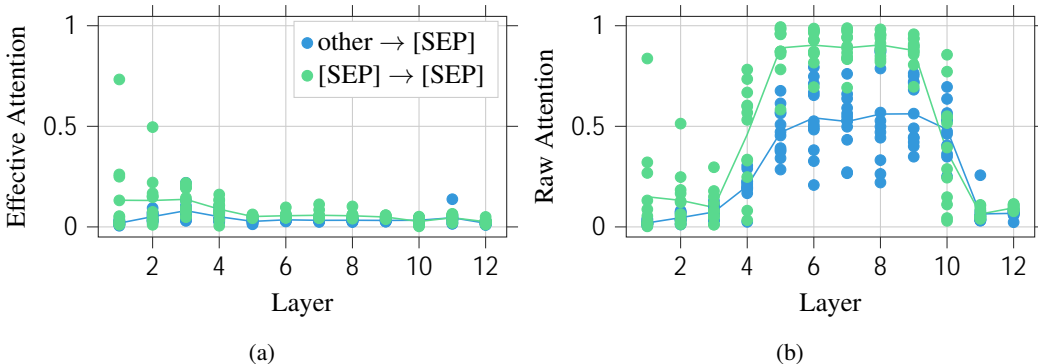 1
0.5
0
Effective Attention
other → [SEP]
[SEP] → [SEP]
2 4 6 8 10 12
Layer
(a)
1
0.5
0
Raw Attention
2 4 6 8 10 12
Layer
(b)